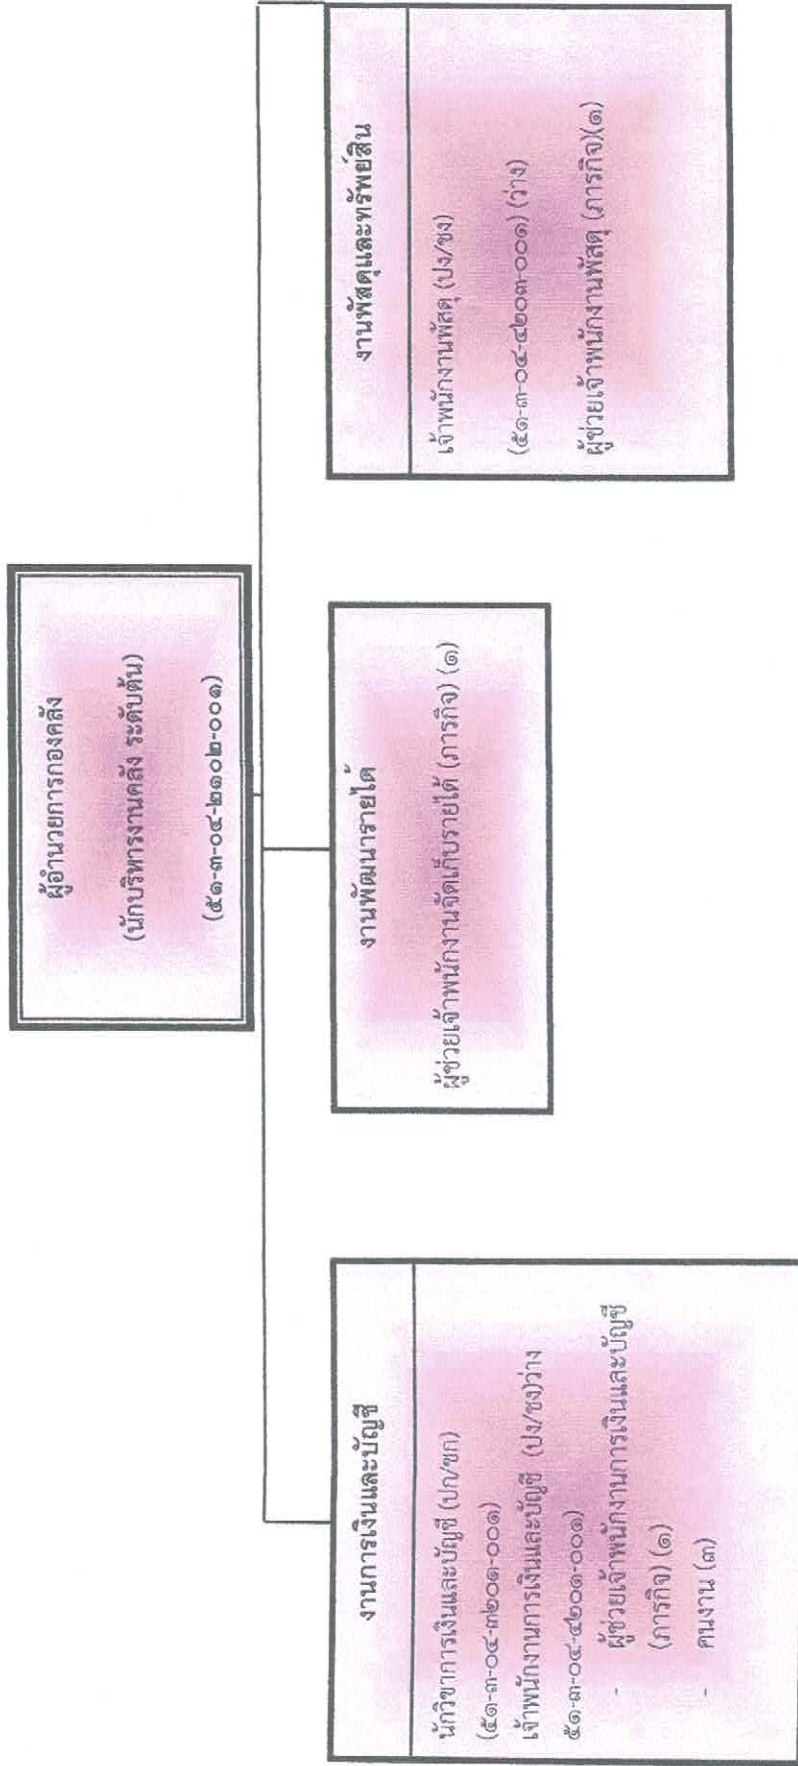 ผู้อำนวยการกองคลัง
(นักบริหารงานคลัง ระดับต้น)
(๕๑-๓-๐๔-๒๑๐๒-๐๐๑)
งานการเงินและบัญชี
นักวิชาการเงินและบัญชี (ปก/ชก)
(๕๑-๓-๐๔-๓๒๐๑-๐๐๑)
เจ้าพนักงานการเงินและบัญชี (ปง/ชง)ว่าง
๕๑-๓-๐๔-๔๒๐๑-๐๐๑)
- ผู้ช่วยเจ้าพนักงานการเงินและบัญชี
(ภารกิจ) (๑)
- คนงาน (๓)
งานพัฒนารายได้
ผู้ช่วยเจ้าพนักงานจัดเก็บรายได้ (ภารกิจ) (๑)
งานพัสดุและทรัพย์สิน
เจ้าพนักงานพัสดุ (ปง/ชง)
(๕๑-๓-๐๔-๔๒๐๓-๐๐๑) (ว่าง)
ผู้ช่วยเจ้าพนักงานพัสดุ (ภารกิจ)(๑)